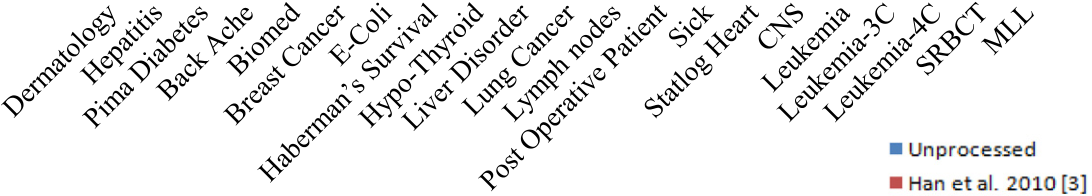 Dermatology
Hepatitis
Pima Diabetes
Back Ache
Biomed
Breast Cancer
E-Coli
Haberman's Survival
Hypo-Thyroid
Liver Disorder
Lung Cancer
Lymph nodes
Post Operative Patient
Sick
Statlog Heart
CNS
Leukemia
Leukemia-3C
Leukemia-4C
SRBCT
MLL
Unprocessed
Han et al. 2010 [3]